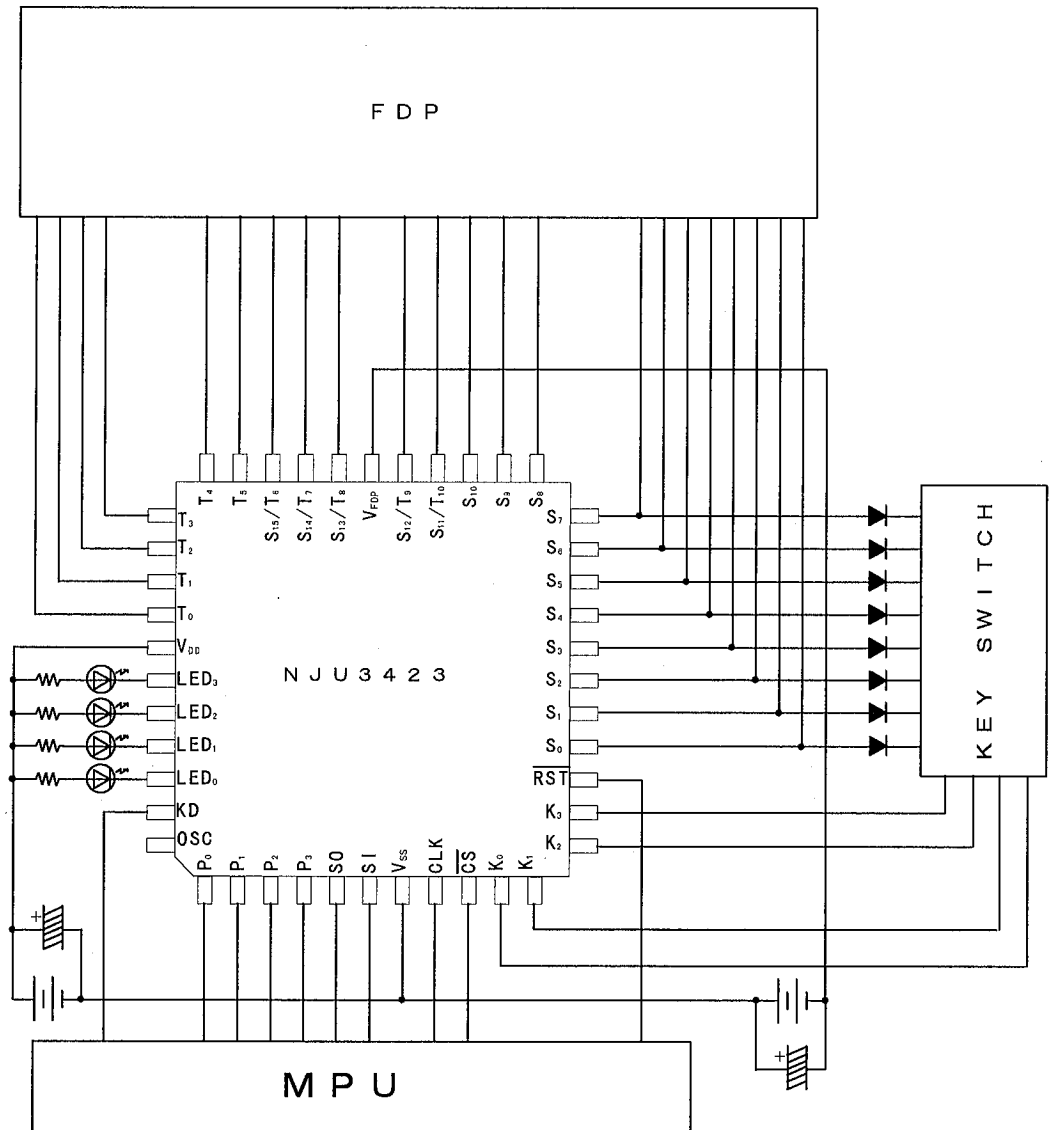 FDP
T4
T5
S15/T6
S14/T7
S13/T8
VFDP
S12/T9
S11/T10
S10
S9
S8
T3
T2
T1
T0
VDD
LED3
LED2
LED1
LED0
KD
OSC
NJU3423
S7
S6
S5
S4
S3
S2
S1
S0
RST
K3
K2
P0
P1
P2
P3
SO
SI
VSS
CLK
CS
K0
K1
KEY SWITCH
+
+
MPU